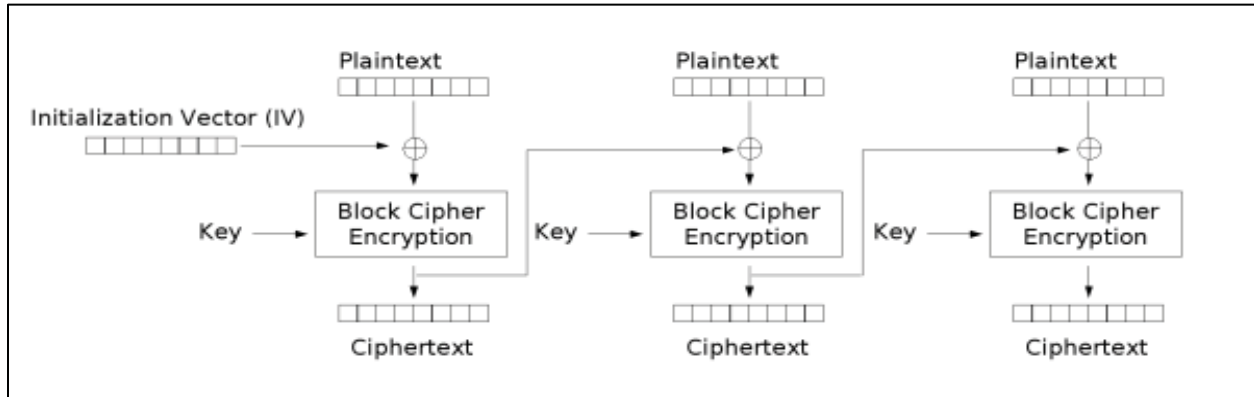 Plaintext
Plaintext
Plaintext
Initialization Vector (IV)
Key
Block Cipher
Encryption
Key
Block Cipher
Encryption
Key
Block Cipher
Encryption
Ciphertext
Ciphertext
Ciphertext